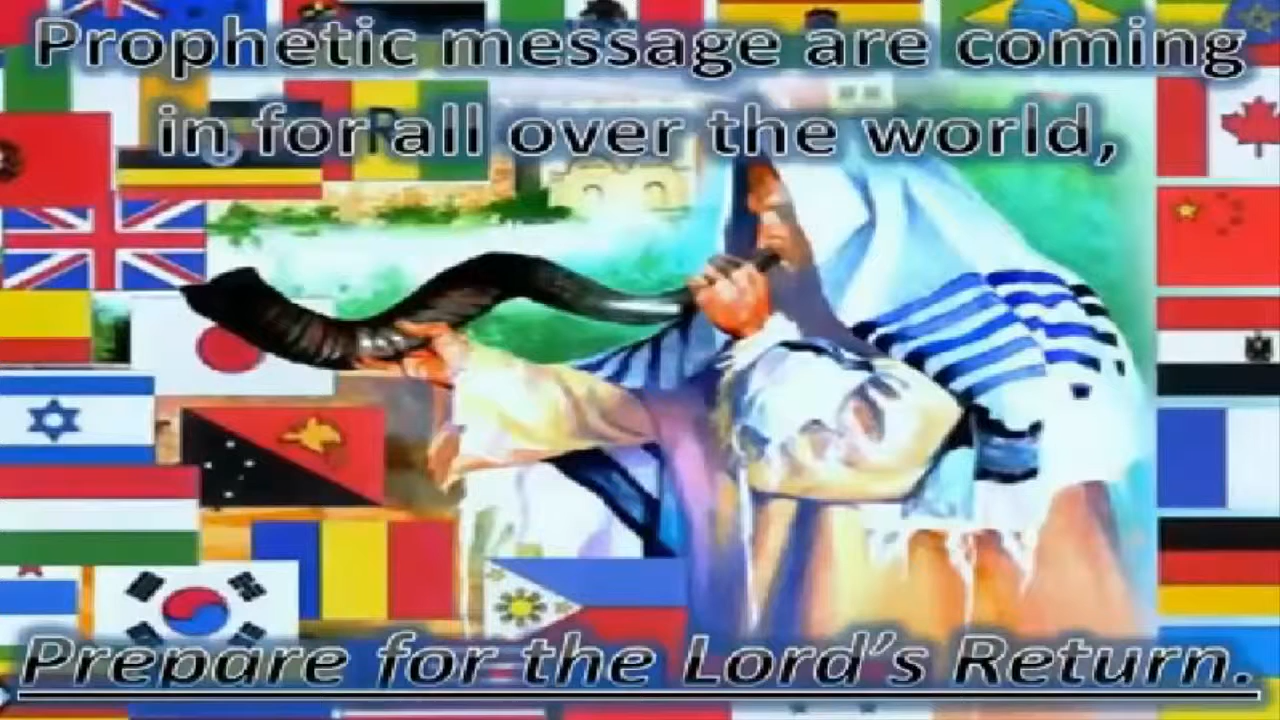 Prophetic message are coming
in for all over the world,
R
Prepare for the Lord's Return.